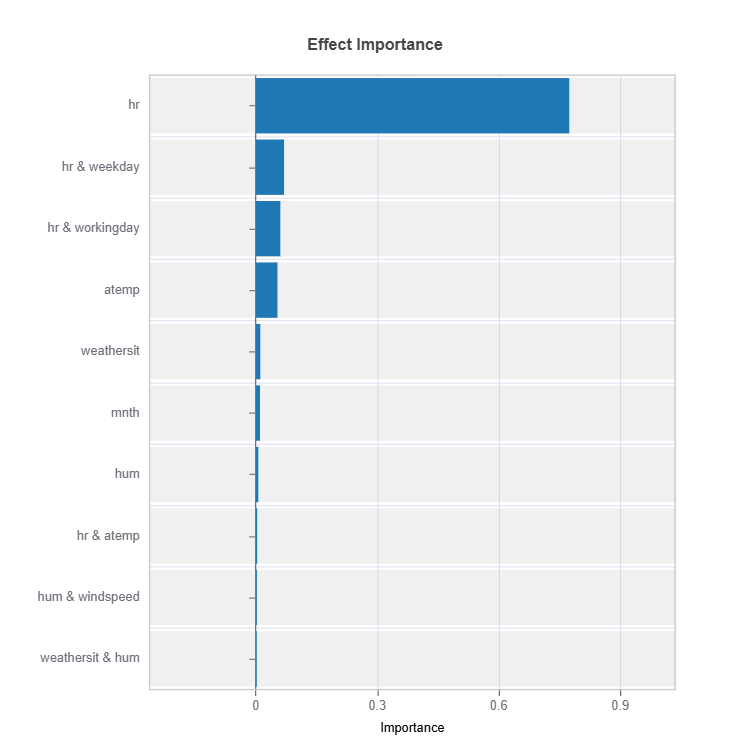 Effect Importance
hr
hr & weekday
hr & workingday
atemp
weathersit
mnth
hum
hr & atemp
hum & windspeed
weathersit & hum
0 0.3 0.6 0.9
Importance